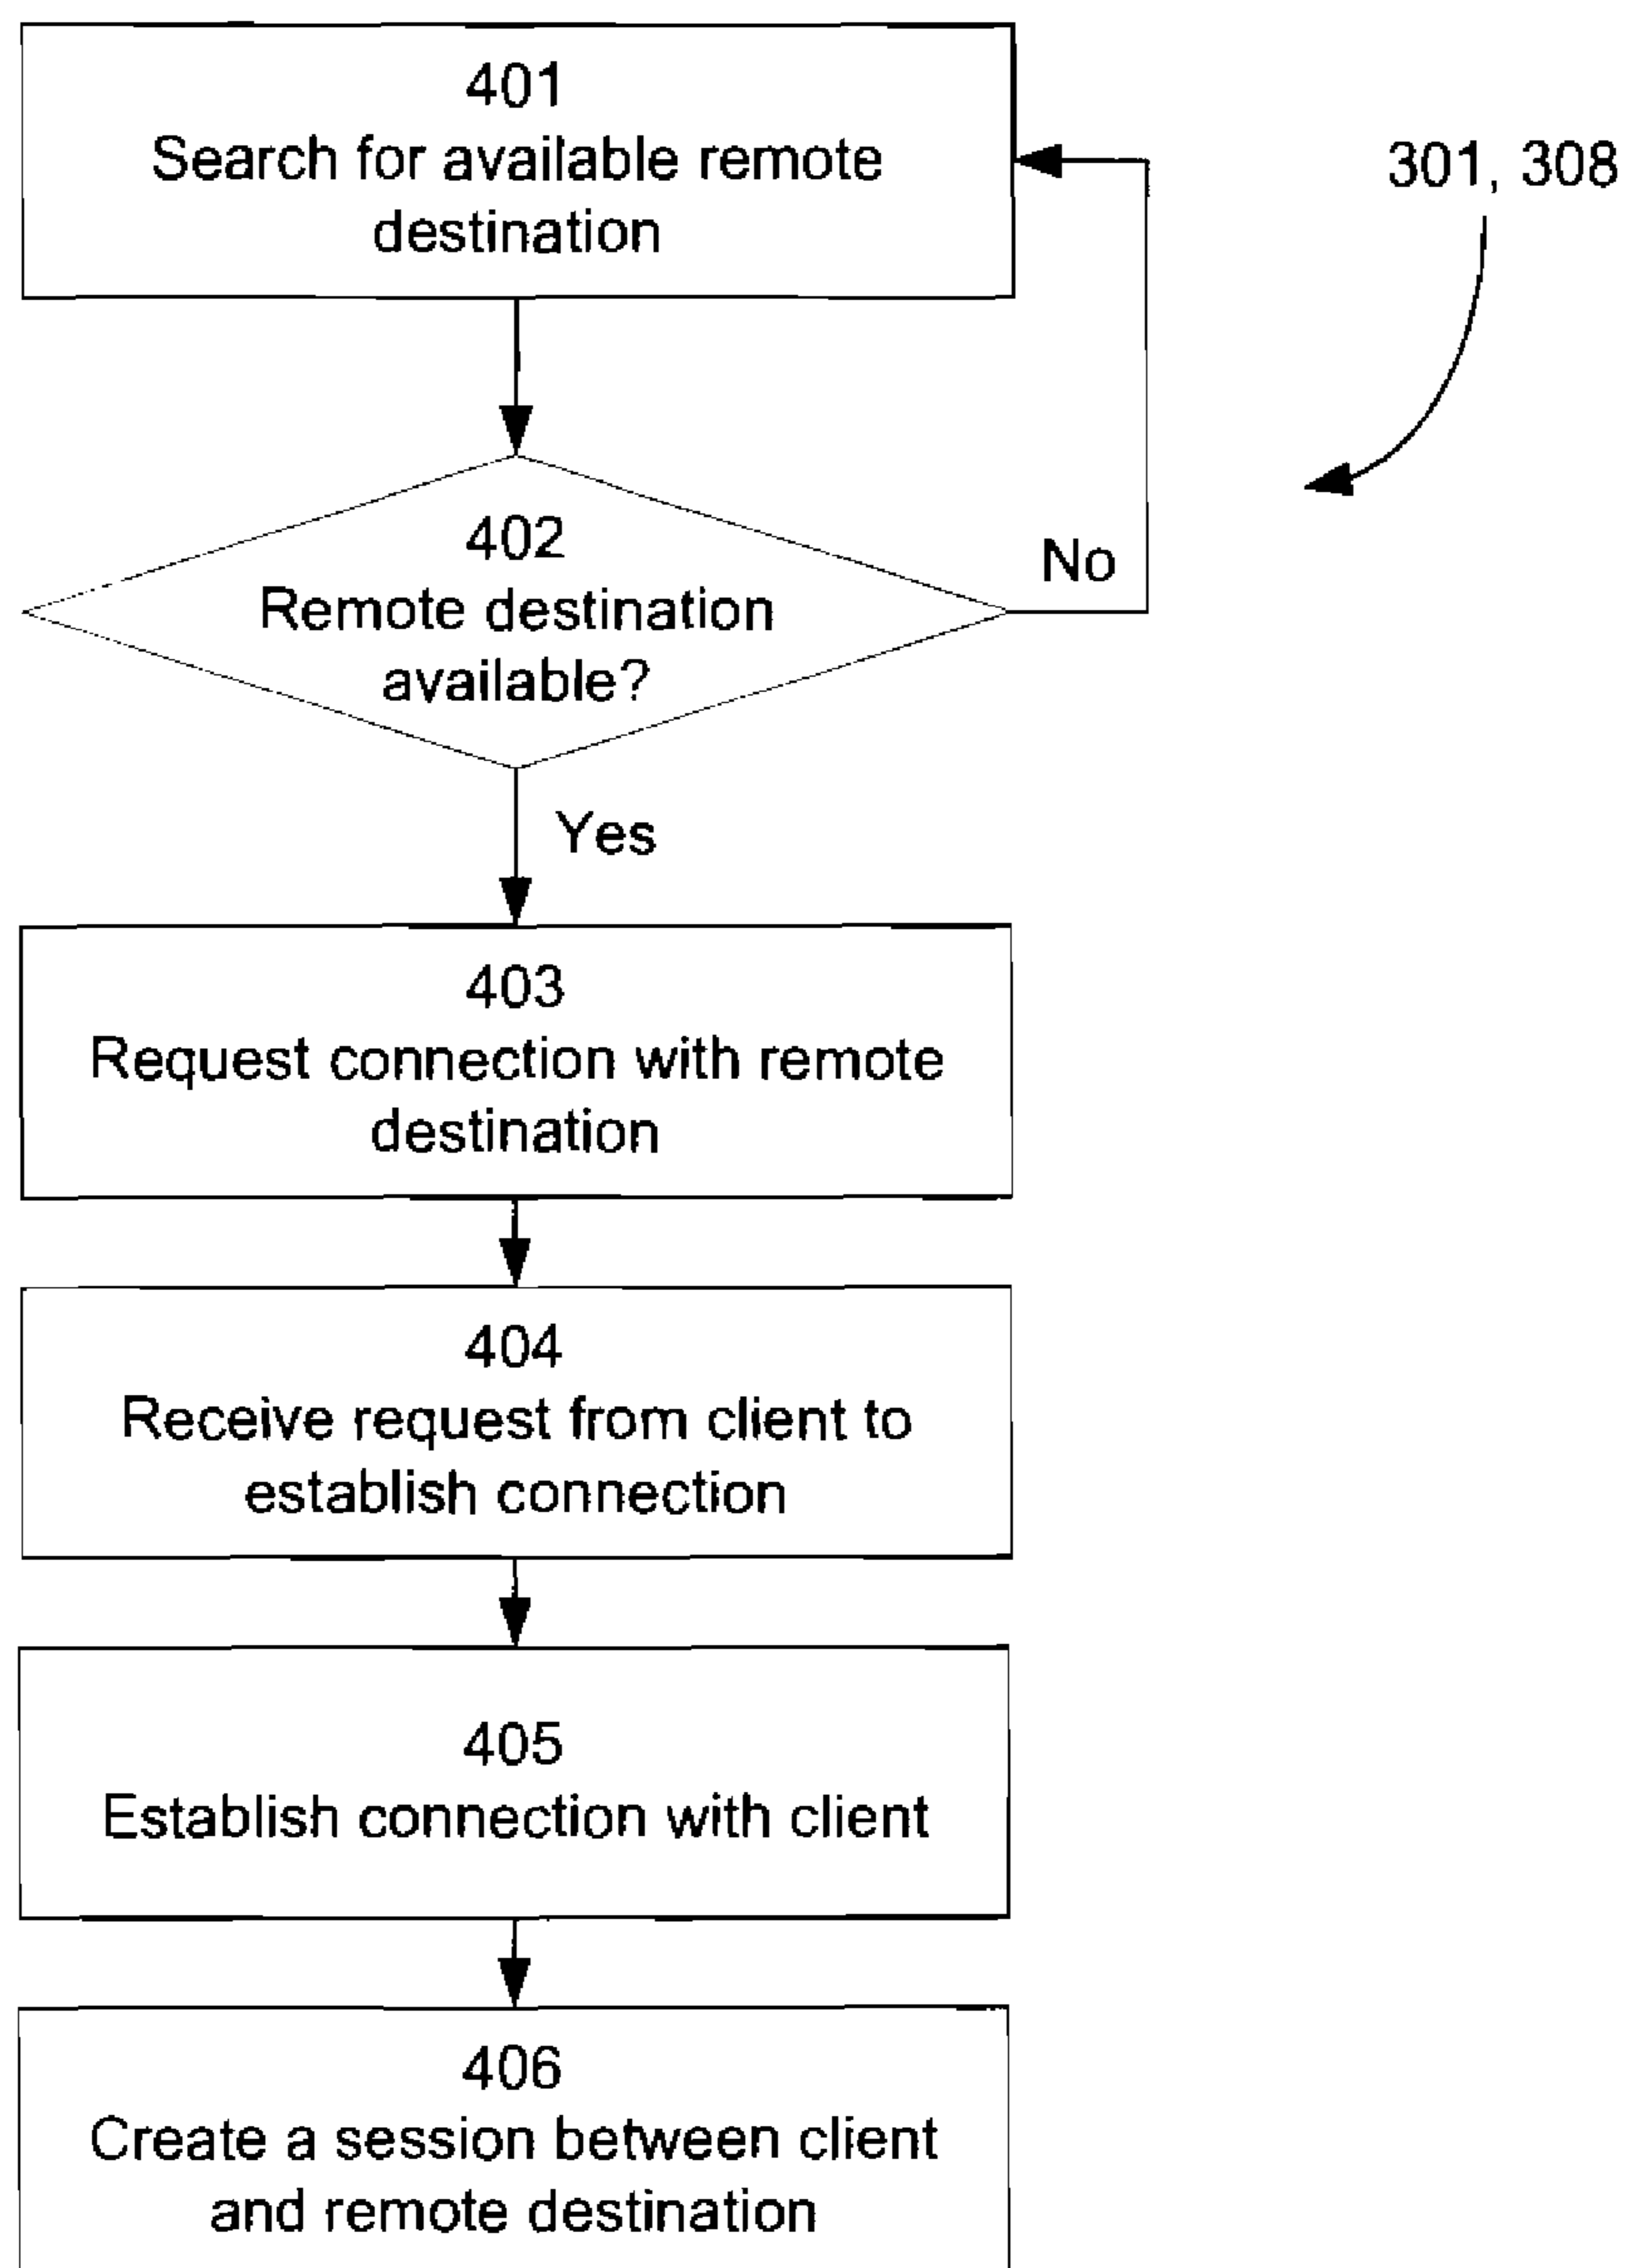 401
Search for available remote
destination
301, 308
402
Remote destination
available?
No
Yes
403
Request connection with remote
destination
404
Receive request from client to
establish connection
405
Establish connection with client
406
Create a session between client
and remote destination